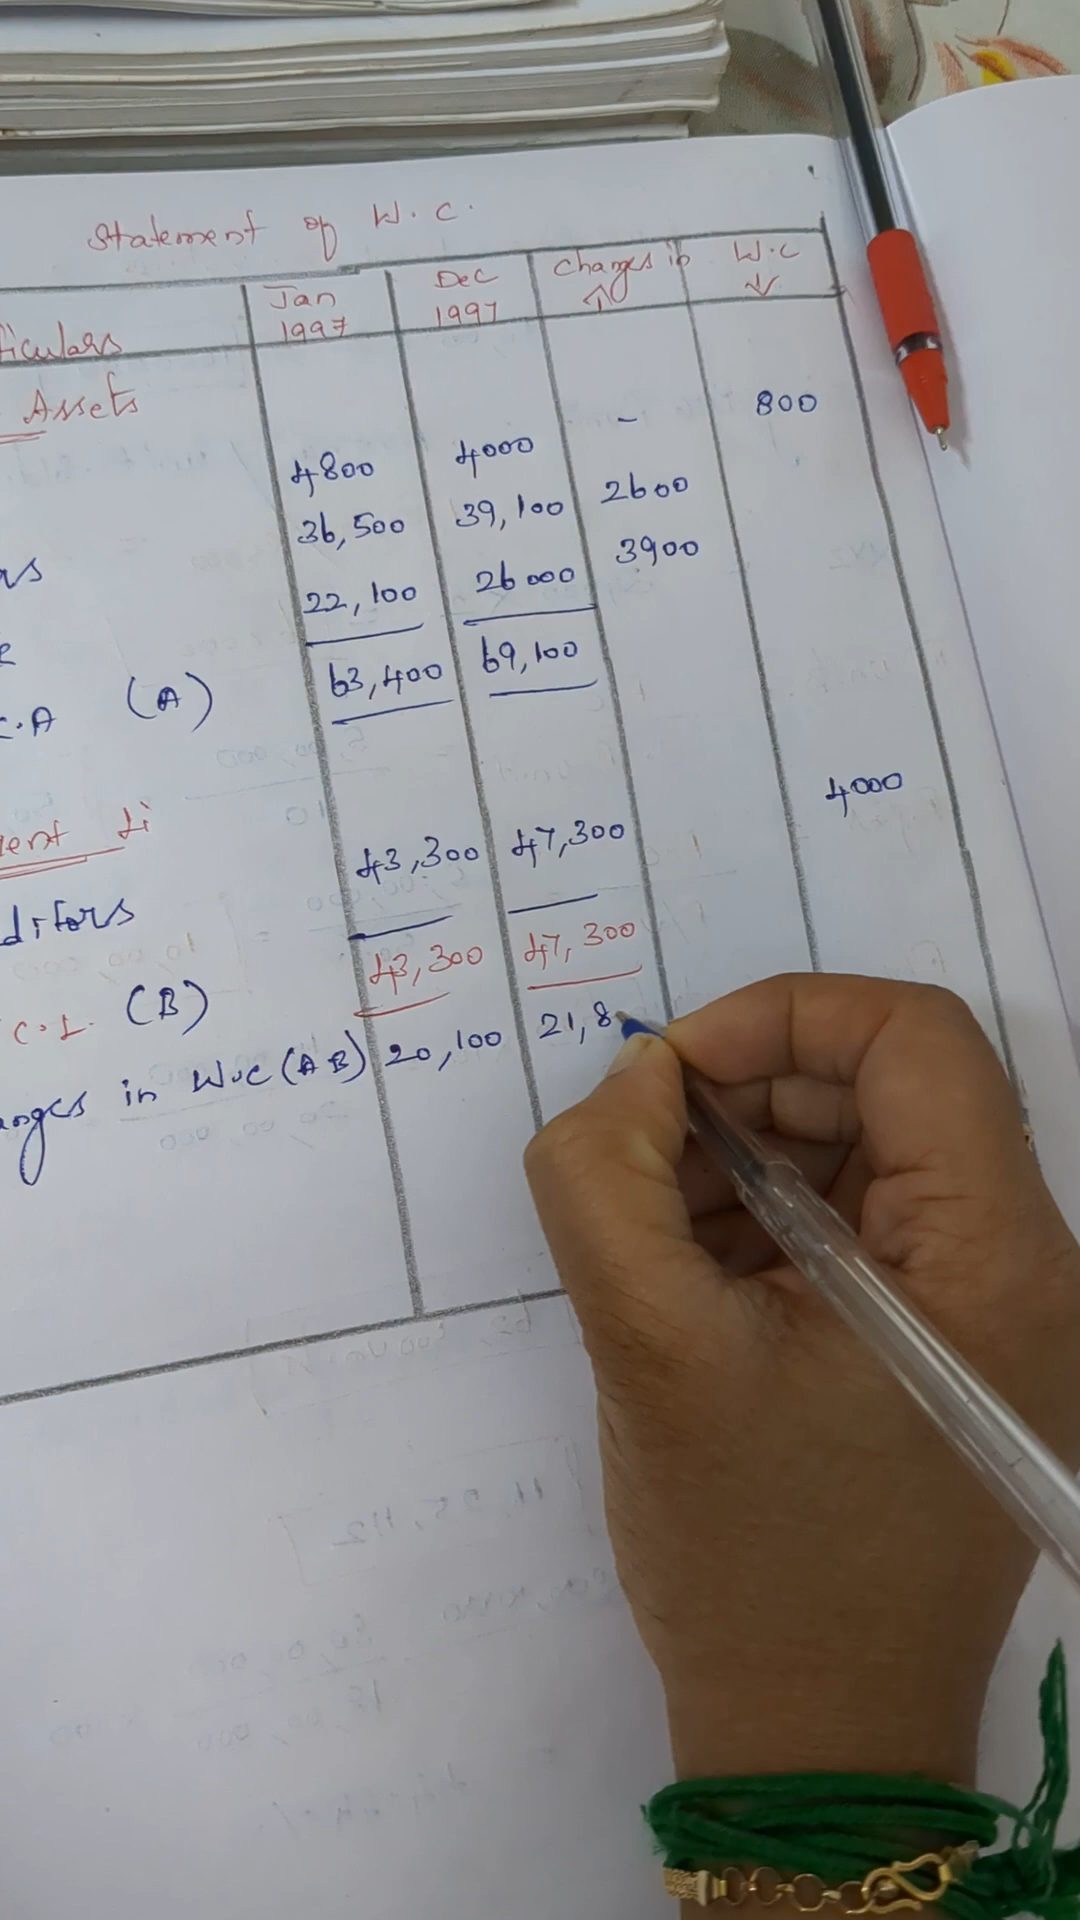 Statement of W.C.
Jan 1997
Dec 1997
Changes in ↑
W.C ↓
iculars
Assets
4800 4000 - 800
36,500 39,100 2600
rs
22,100 26000 3900
C.A (A) 63,400 69,100
ent Li
ditors 43,300 47,300 4000
C.L. (B) 43,300 47,300
anges in W.C (A B) 20,100 21,8